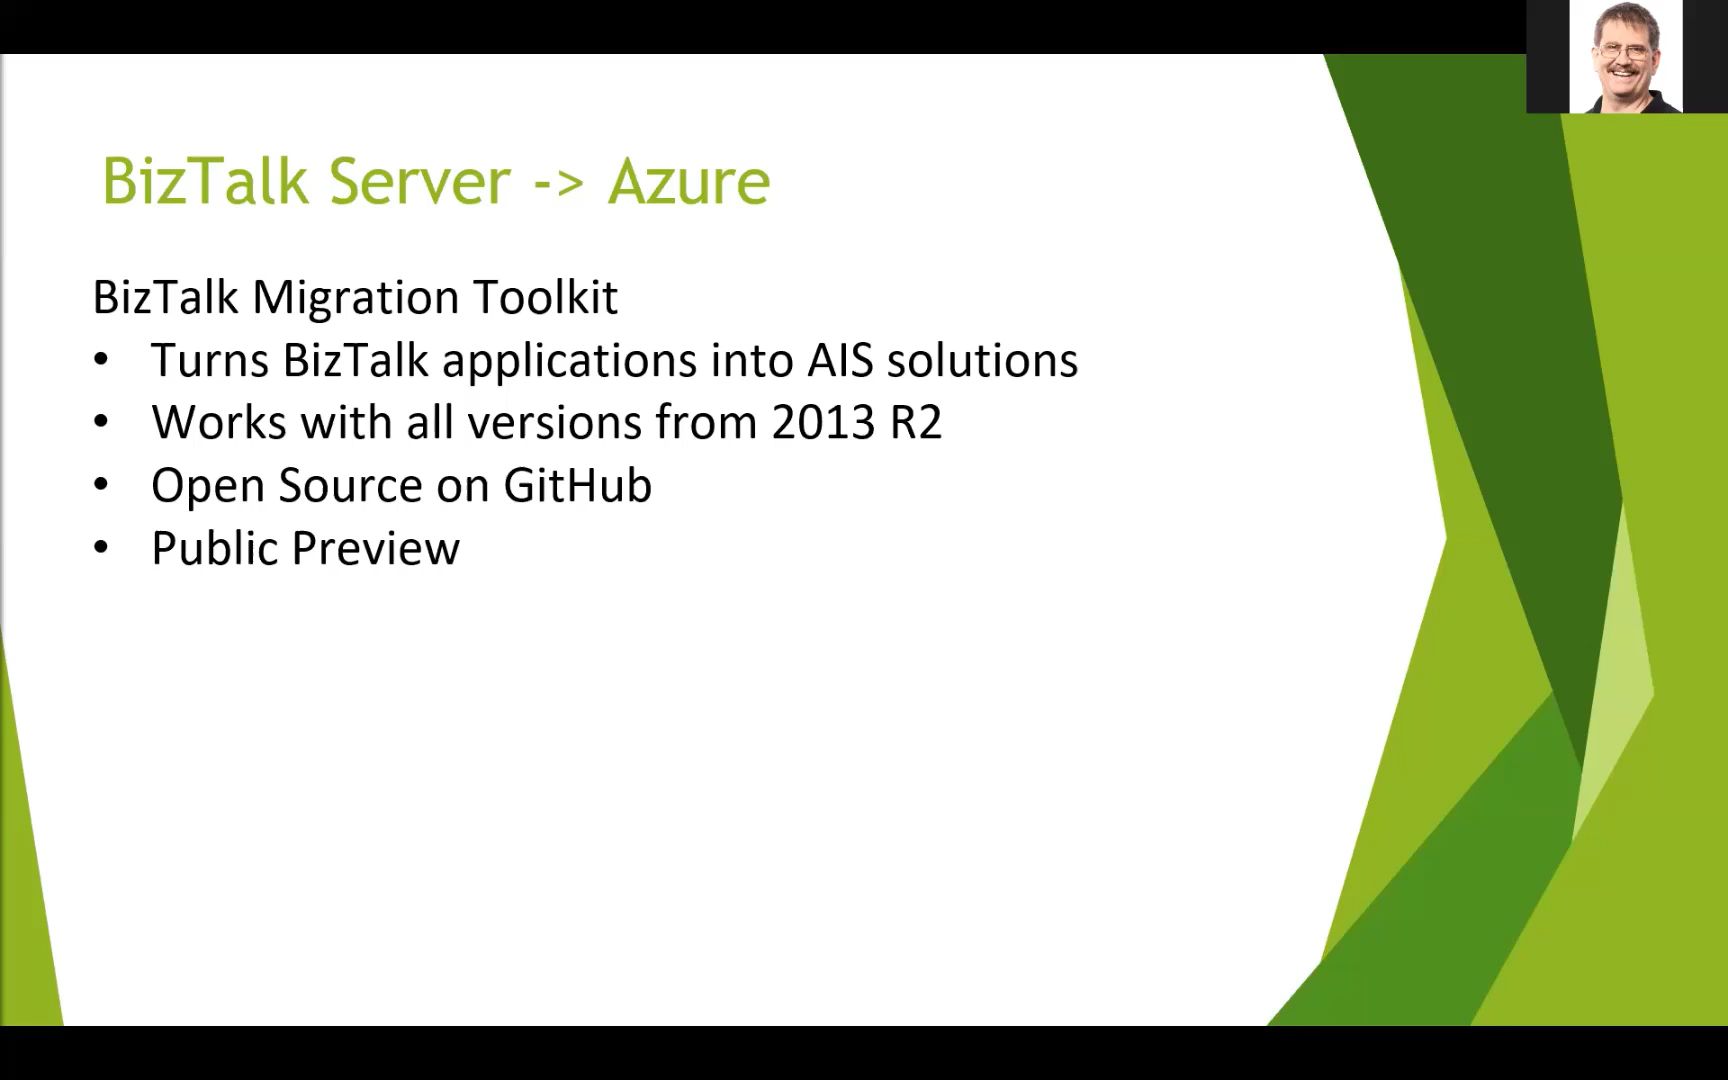 BizTalk Server -> Azure
BizTalk Migration Toolkit
• Turns BizTalk applications into AIS solutions
• Works with all versions from 2013 R2
• Open Source on GitHub
• Public Preview